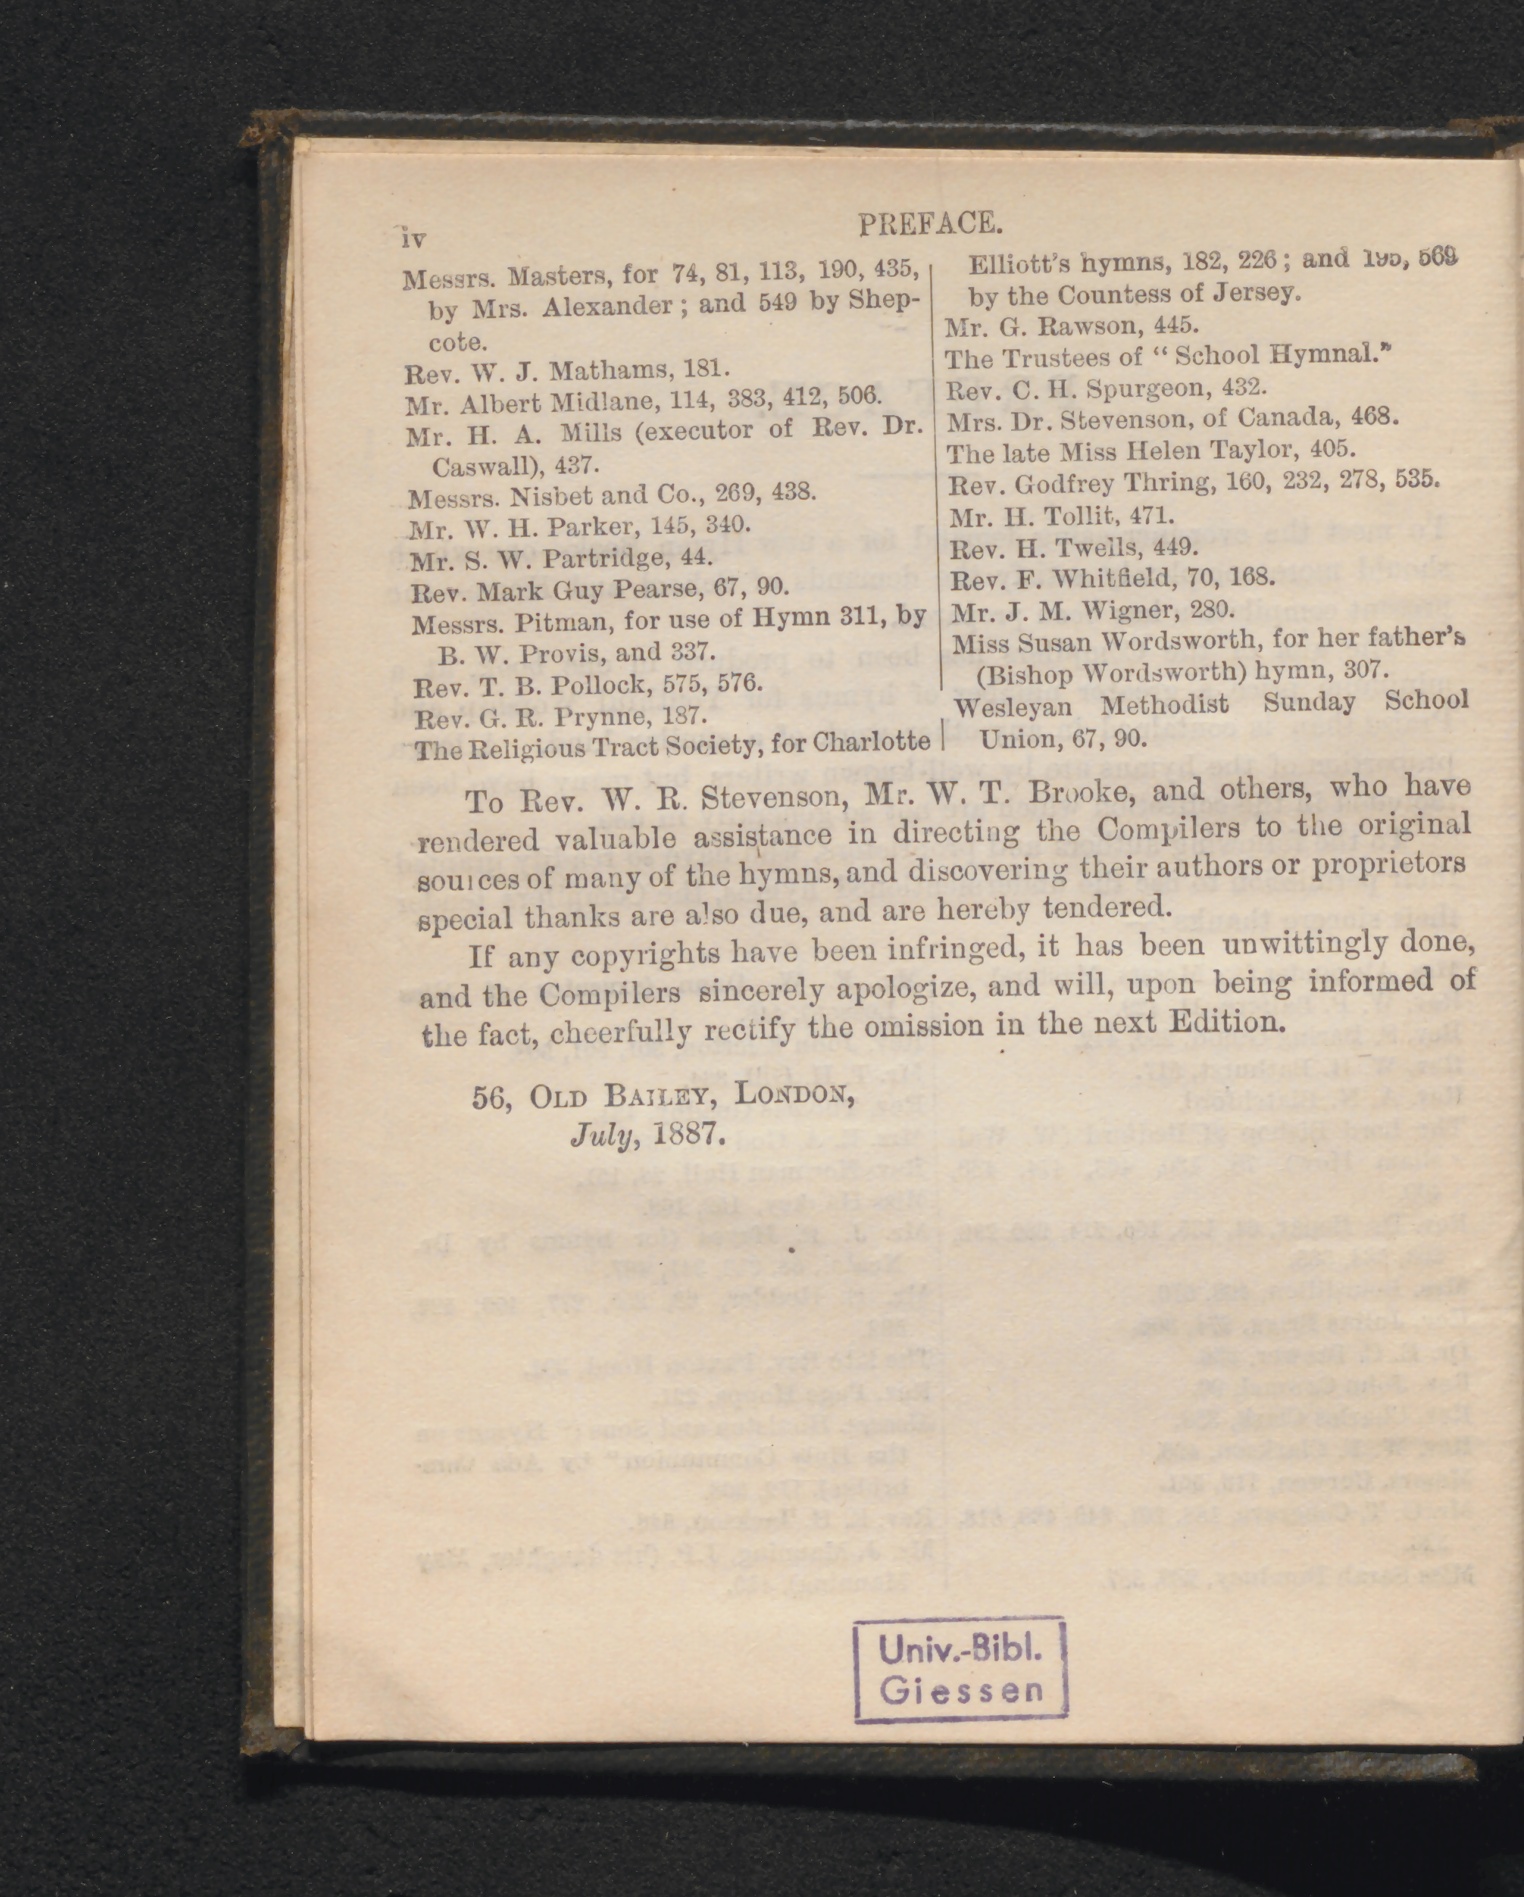 iv
PREFACE.
Messrs. Masters, for 74, 81, 113, 190, 435,
by Mrs. Alexander; and 549 by Shep-
cote.
Rev. W. J. Mathams, 181.
Mr. Albert Midlane, 114, 383, 412, 506.
Mr. H. A. Mills (executor of Rev. Dr.
Caswall), 437.
Messrs. Nisbet and Co., 269, 438.
Mr. W. H. Parker, 145, 340.
Mr. S. W. Partridge, 44.
Rev. Mark Guy Pearse, 67, 90.
Messrs. Pitman, for use of Hymn 311, by
B. W. Provis, and 337.
Rev. T. B. Pollock, 575, 576.
Rev. G. R. Prynne, 187.
The Religious Tract Society, for Charlotte
Elliott's hymns, 182, 226; and 195, 569
by the Countess of Jersey.
Mr. G. Rawson, 445.
The Trustees of "School Hymnal."
Rev. C. H. Spurgeon, 432.
Mrs. Dr. Stevenson, of Canada, 468.
The late Miss Helen Taylor, 405.
Rev. Godfrey Thring, 160, 232, 278, 535.
Mr. H. Tollit, 471.
Rev. H. Twells, 449.
Rev. F. Whitfield, 70, 168.
Mr. J. M. Wigner, 280.
Miss Susan Wordsworth, for her father's
(Bishop Wordsworth) hymn, 307.
Wesleyan Methodist Sunday School
Union, 67, 90.
To Rev. W. R. Stevenson, Mr. W. T. Brooke, and others, who have
rendered valuable assistance in directing the Compilers to the original
sources of many of the hymns, and discovering their authors or proprietors
special thanks are also due, and are hereby tendered.
If any copyrights have been infringed, it has been unwittingly done,
and the Compilers sincerely apologize, and will, upon being informed of
the fact, cheerfully rectify the omission in the next Edition.
56, OLD BAILEY, LONDON,
July, 1887.
Univ.-Bibl.
Giessen